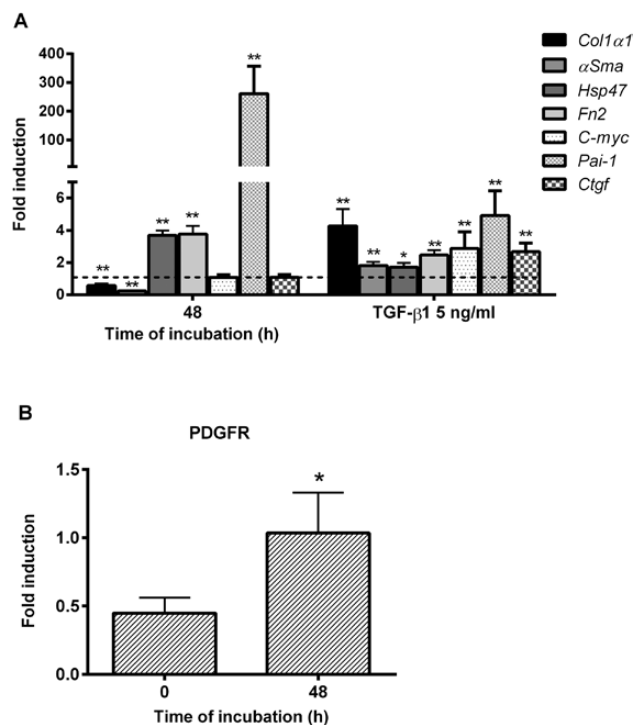 A
Col1α1
αSma
Hsp47
Fn2
C-myc
Pai-1
Ctgf
Fold induction
400
300
200
100
6
4
2
0
** ** ** ** **
** ** * ** ** ** **
48
TGF-β1 5 ng/ml
Time of incubation (h)
B
PDGFR
Fold induction
1.5
1.0
0.5
0.0
*
0 48
Time of incubation (h)